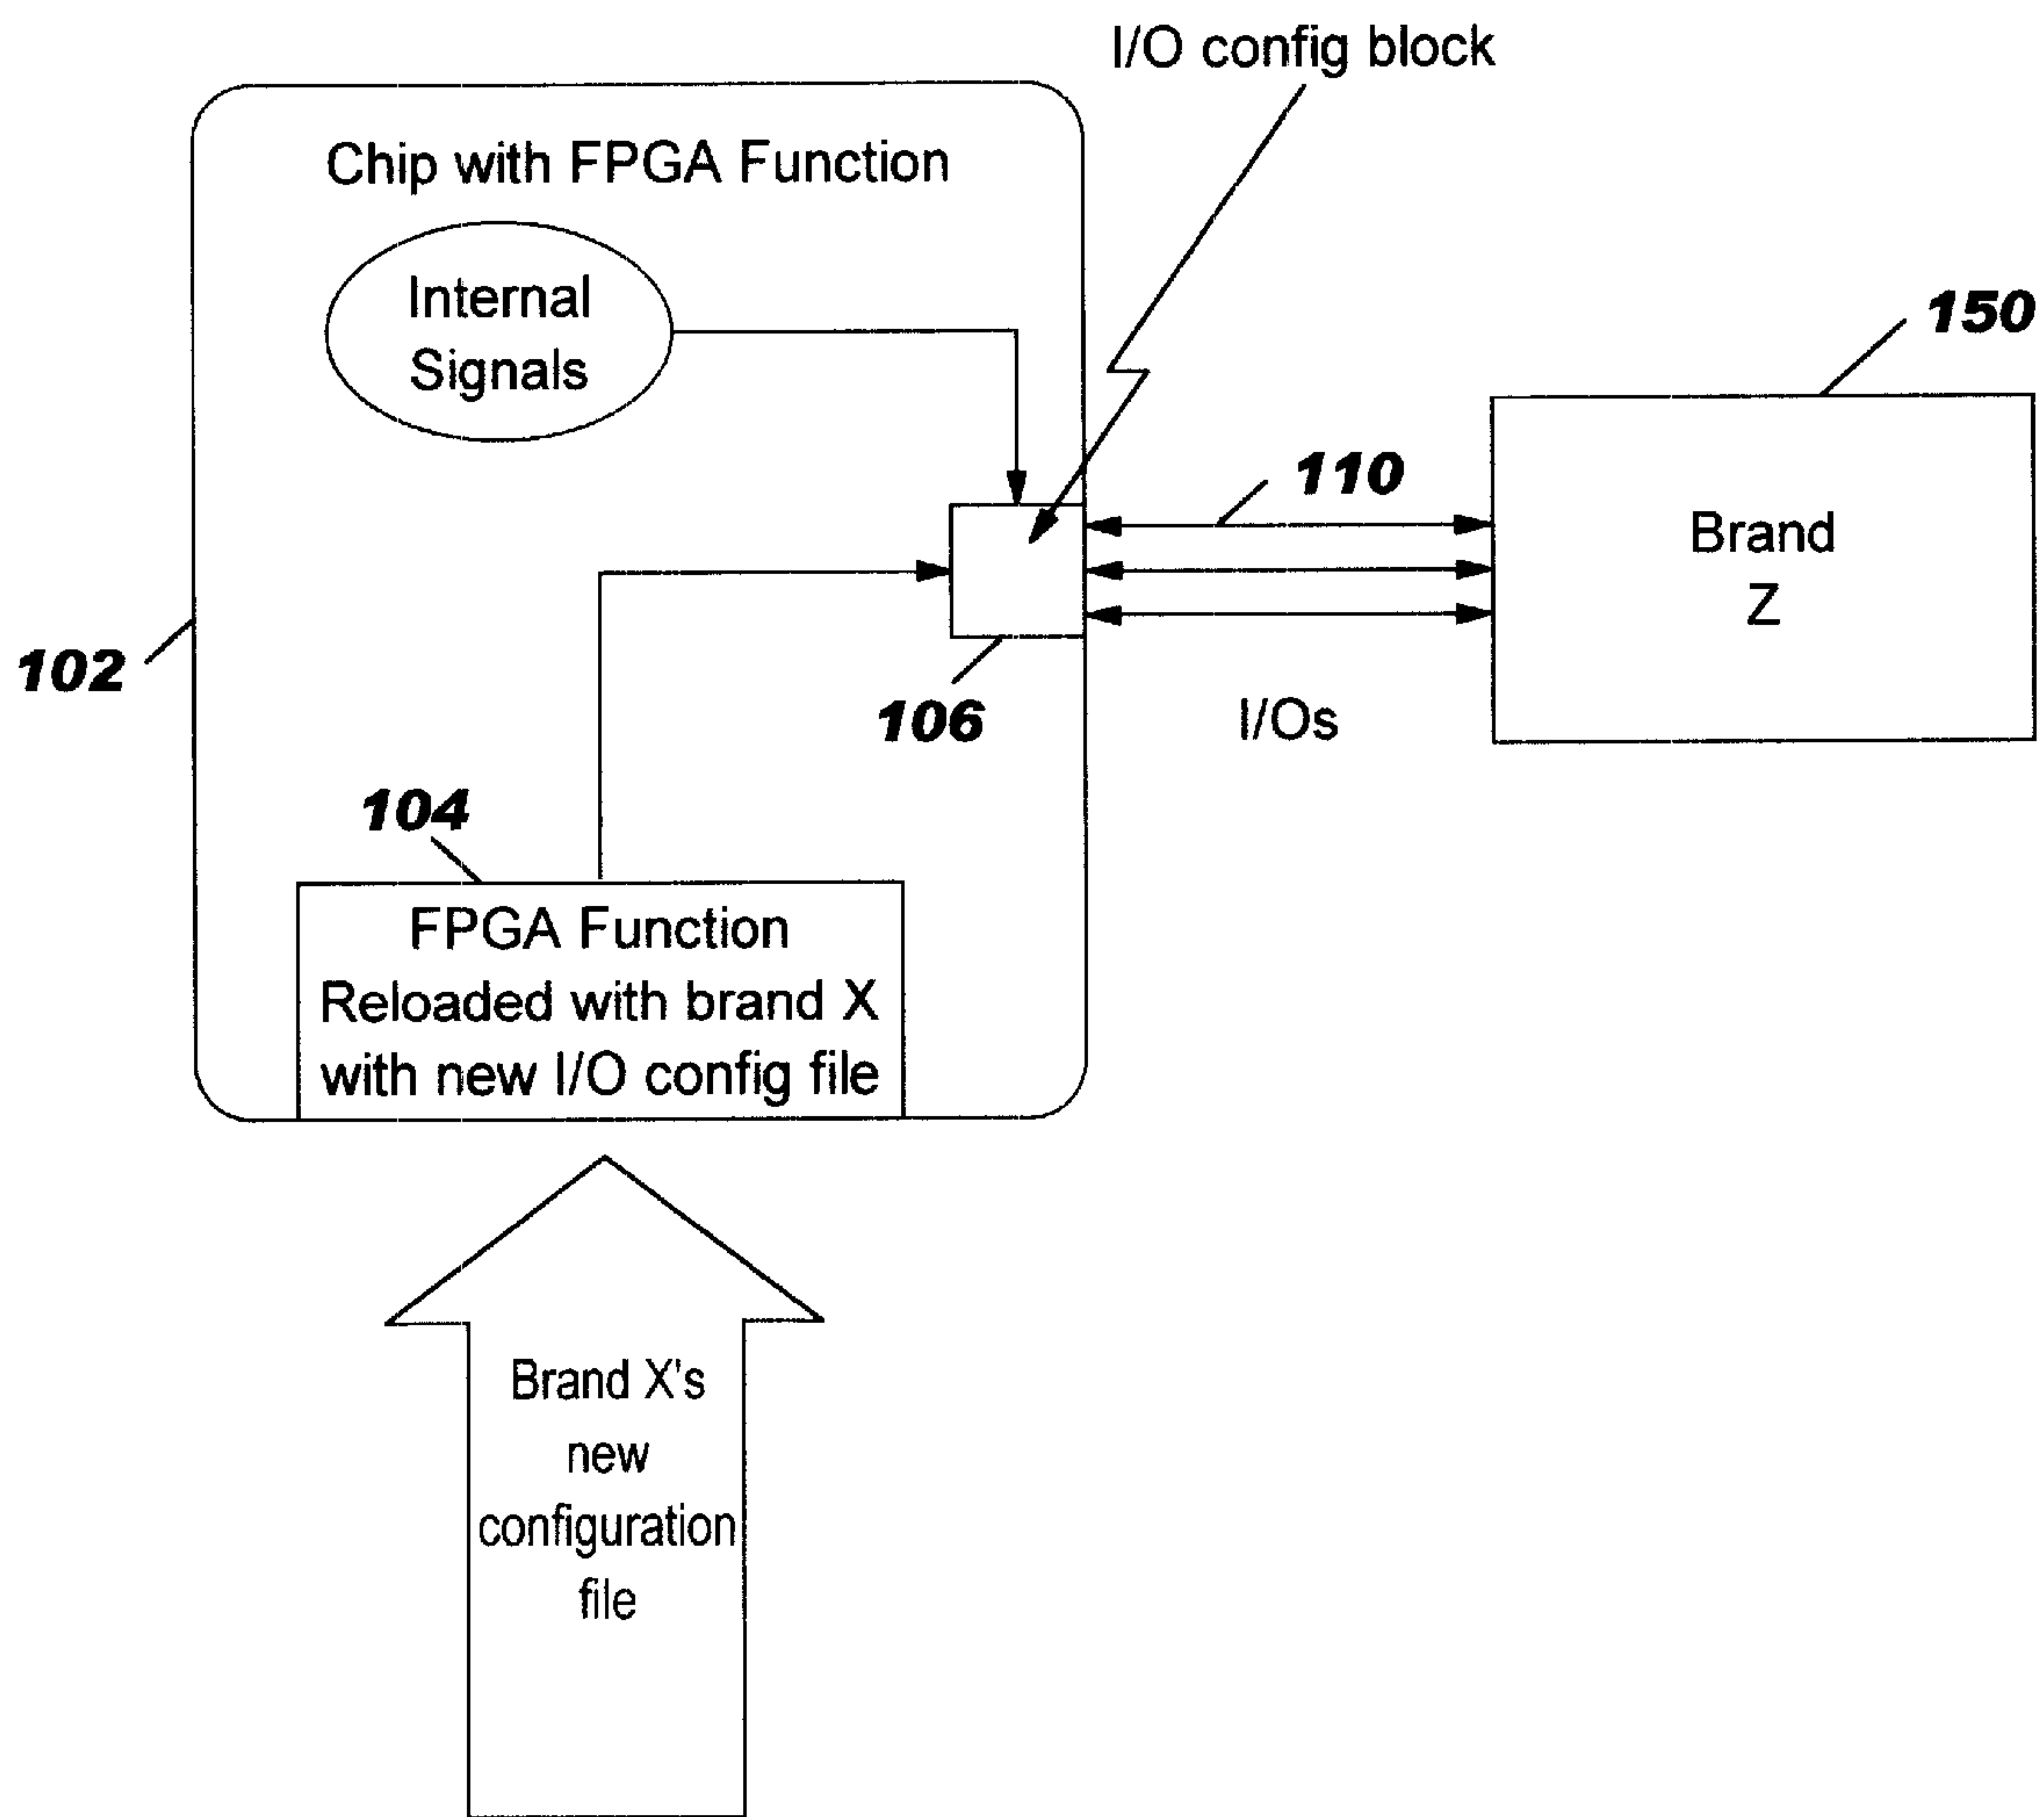 I/O config block
Chip with FPGA Function
Internal
Signals
150
110
Brand
Z
102
106
I/Os
104
FPGA Function
Reloaded with brand X
with new I/O config file
Brand X's
new
configuration
file